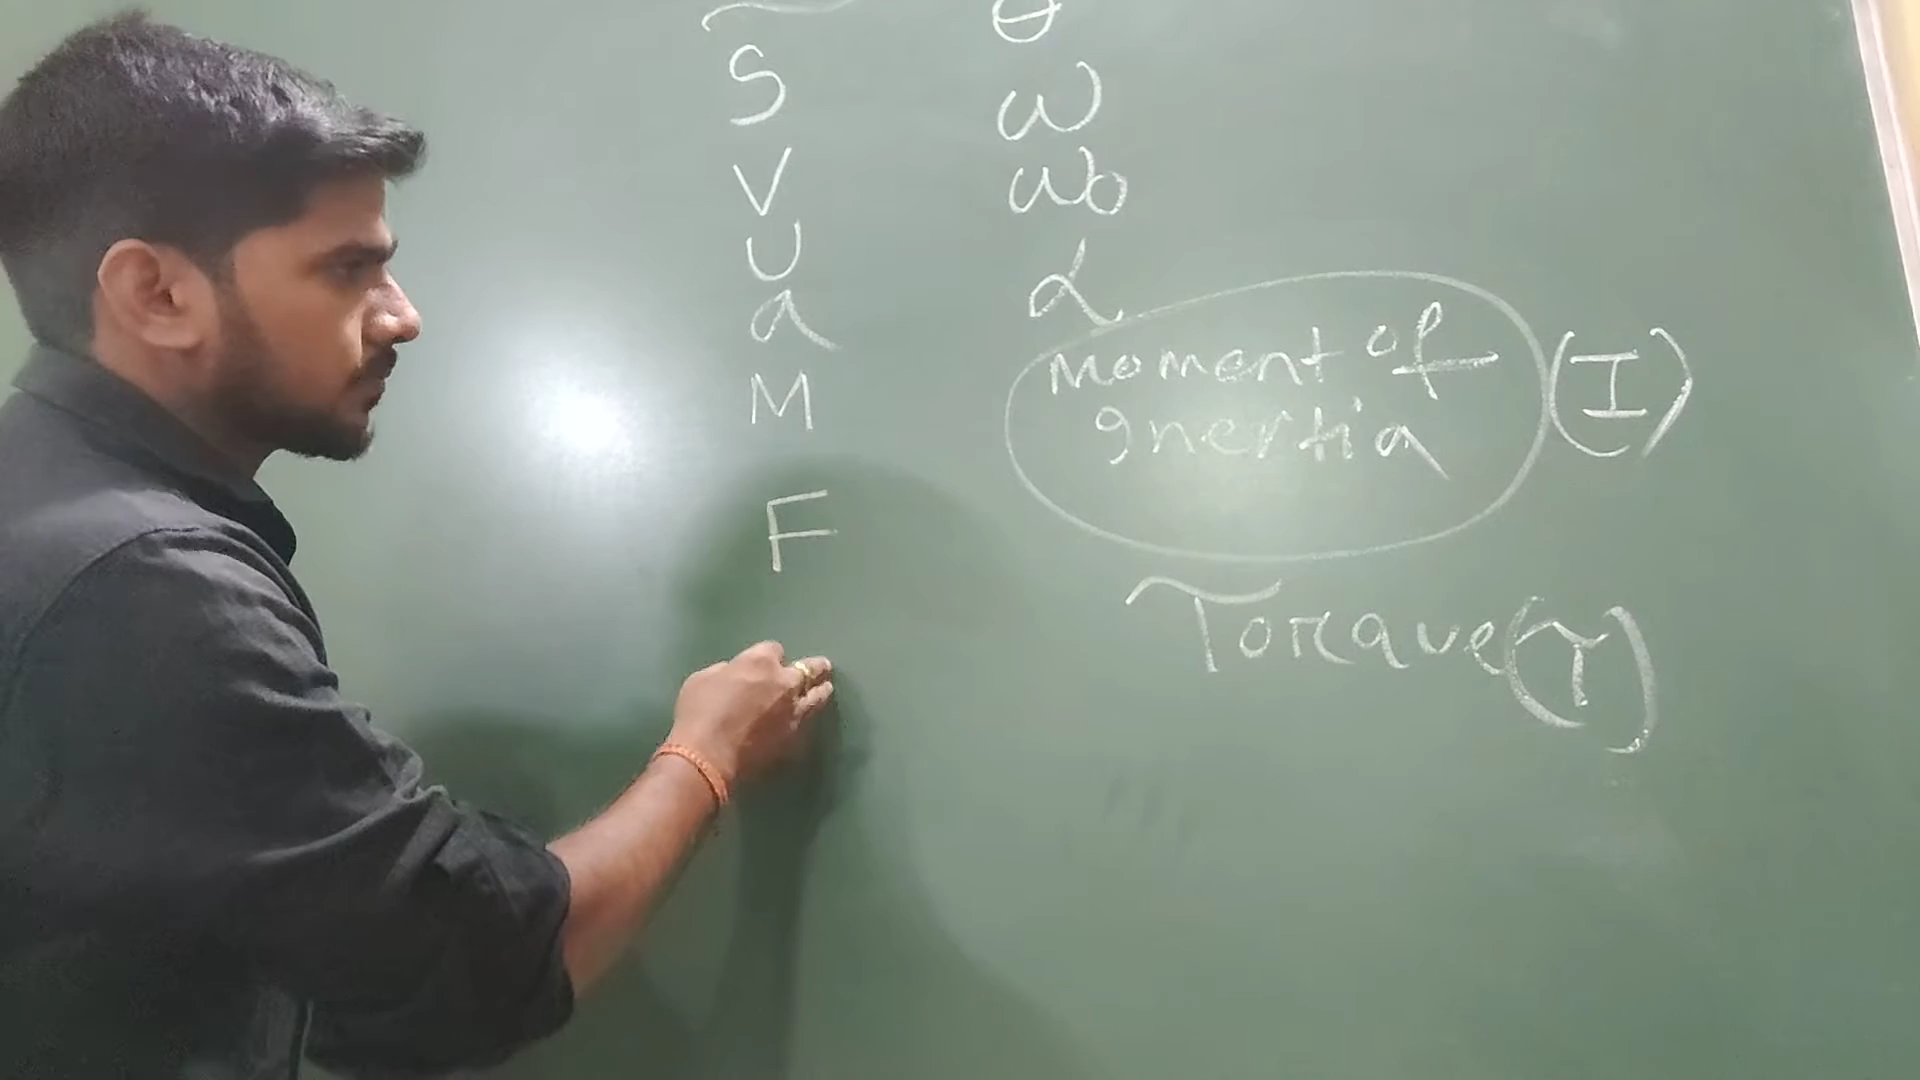 S θ
V ω
U ω0
a α
M Moment of Inertia (I)
F Torque (τ)